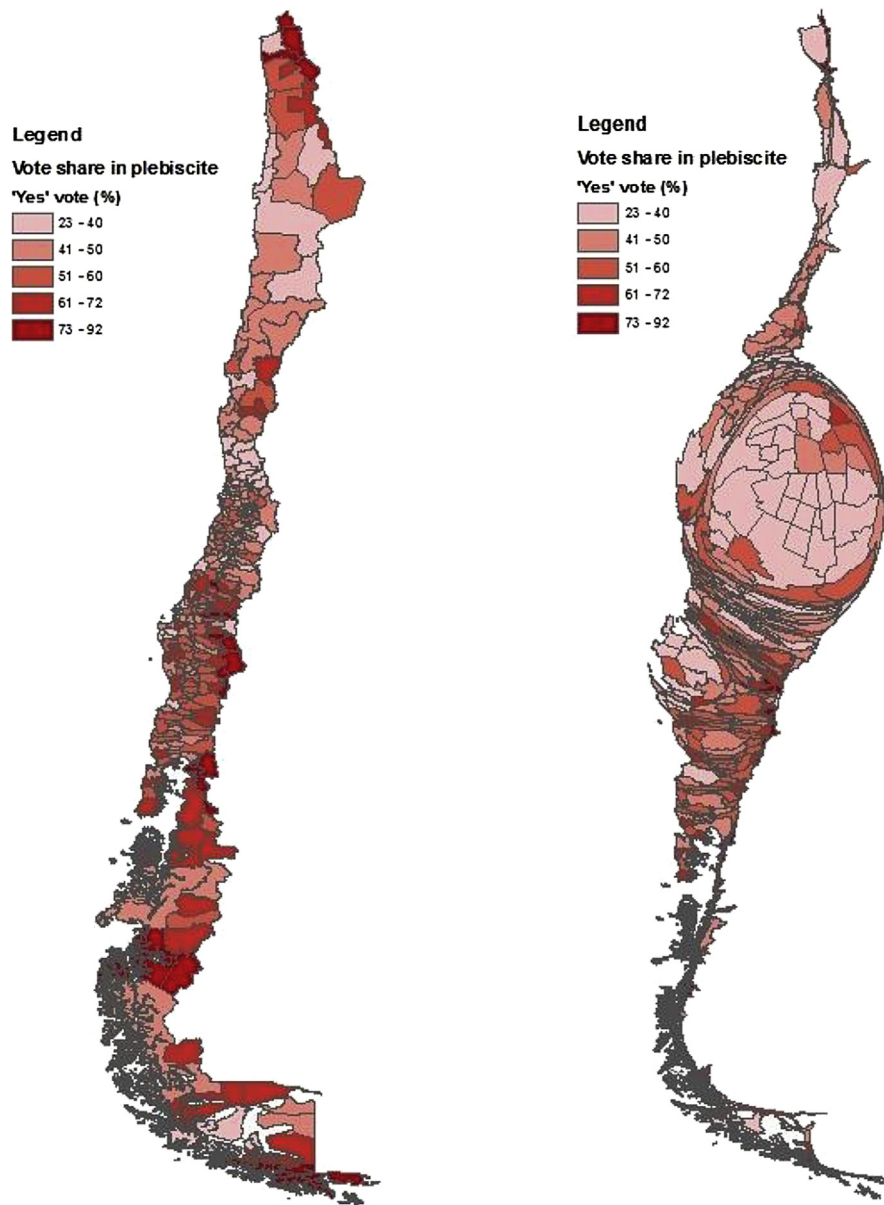 Legend
Vote share in plebiscite
'Yes' vote (%)
23 - 40
41 - 50
51 - 60
61 - 72
73 - 92
Legend
Vote share in plebiscite
'Yes' vote (%)
23 - 40
41 - 50
51 - 60
61 - 72
73 - 92